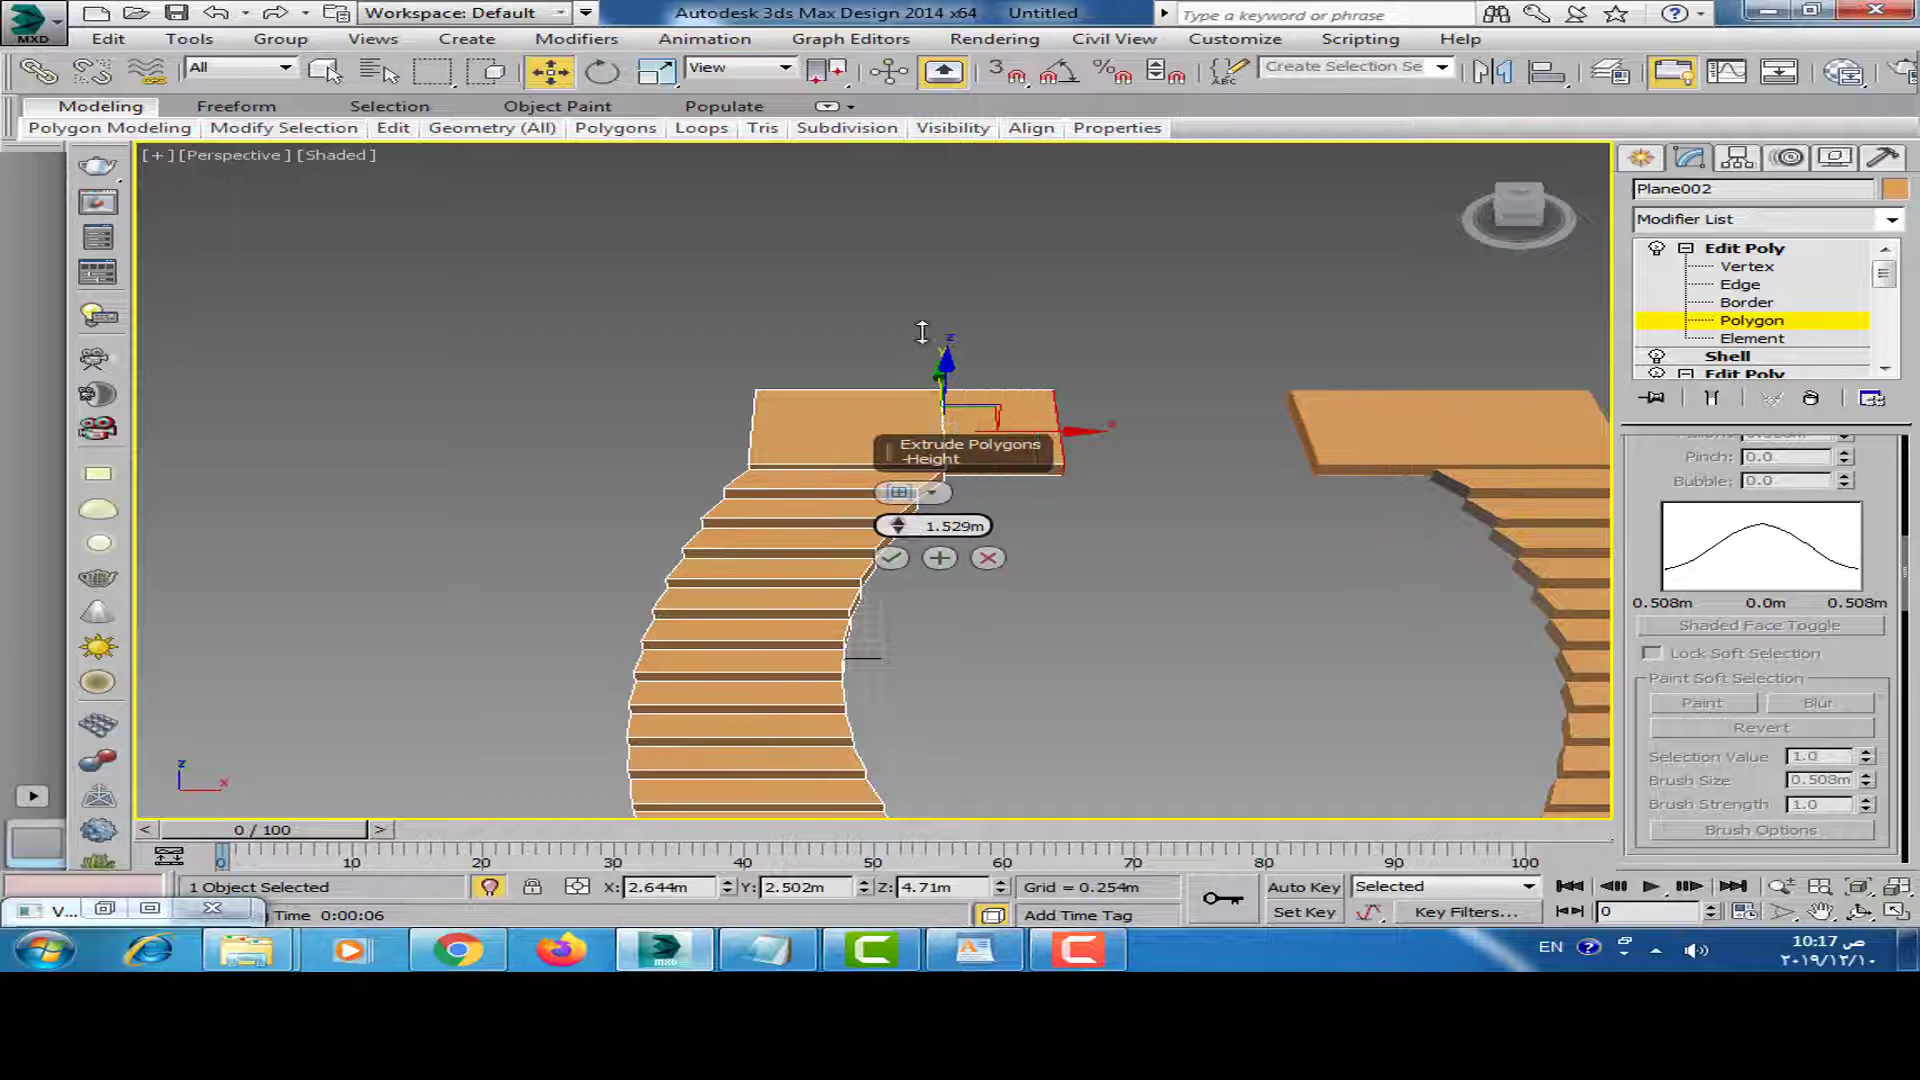 MXD
Workspace: Default
Autodesk 3ds Max Design 2014 x64 Untitled
Type a keyword or phrase
Edit Tools Group Views Create Modifiers Animation Graph Editors Rendering Civil View Customize Scripting Help
All View 3 % ABC Create Selection Se
Modeling Freeform Selection Object Paint Populate
Polygon Modeling Modify Selection Edit Geometry (All) Polygons Loops Tris Subdivision Visibility Align Properties
[ + ] [Perspective ] [Shaded ]
Plane002
Modifier List
Edit Poly
Vertex
Edge
Border
Polygon
Element
Shell
Edit Poly
z
x
Extrude Polygons
-Height
1.529m
Pinch: 0.0
Bubble: 0.0
0.508m 0.0m 0.508m
Shaded Face Toggle
Lock Soft Selection
Paint Soft Selection
Paint Blur
Revert
Selection Value 1.0
Brush Size 0.508m
Brush Strength 1.0
Brush Options
z
x
< 0 / 100 >
0 10 20 30 40 50 60 70 80 90 100
1 Object Selected X: 2.644m Y: 2.502m Z: 4.71m Grid = 0.254m Auto Key Selected
V... Time 0:00:06 Add Time Tag Set Key Key Filters... 0
MXD
EN
10:17 ص
٢٠١٩/١٢/١٠